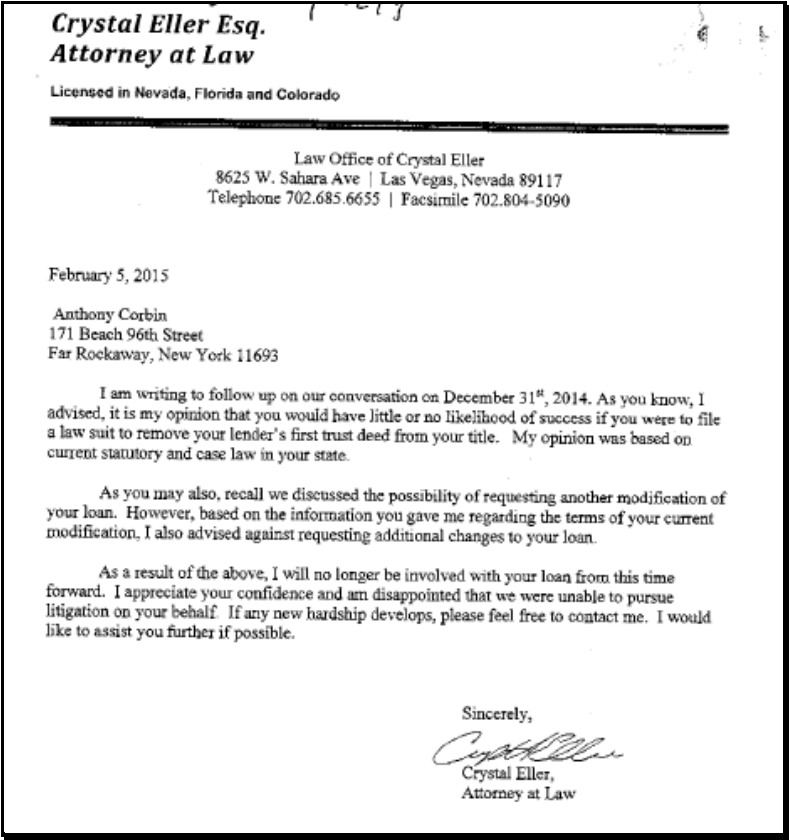 Crystal Eller Esq.
Attorney at Law
Licensed in Nevada, Florida and Colorado
Law Office of Crystal Eller
8625 W. Sahara Ave | Las Vegas, Nevada 89117
Telephone 702.685.6655 | Facsimile 702.804-5090
February 5, 2015
Anthony Corbin
171 Beach 96th Street
Far Rockaway, New York 11693
I am writing to follow up on our conversation on December 31st, 2014. As you know, I
advised, it is my opinion that you would have little or no likelihood of success if you were to file
a law suit to remove your lender's first trust deed from your title. My opinion was based on
current statutory and case law in your state.
As you may also, recall we discussed the possibility of requesting another modification of
your loan. However, based on the information you gave me regarding the terms of your current
modification, I also advised against requesting additional changes to your loan.
As a result of the above, I will no longer be involved with your loan from this time
forward. I appreciate your confidence and am disappointed that we were unable to pursue
litigation on your behalf. If any new hardship develops, please feel free to contact me. I would
like to assist you further if possible.
Sincerely,
Crystal Eller,
Attorney at Law